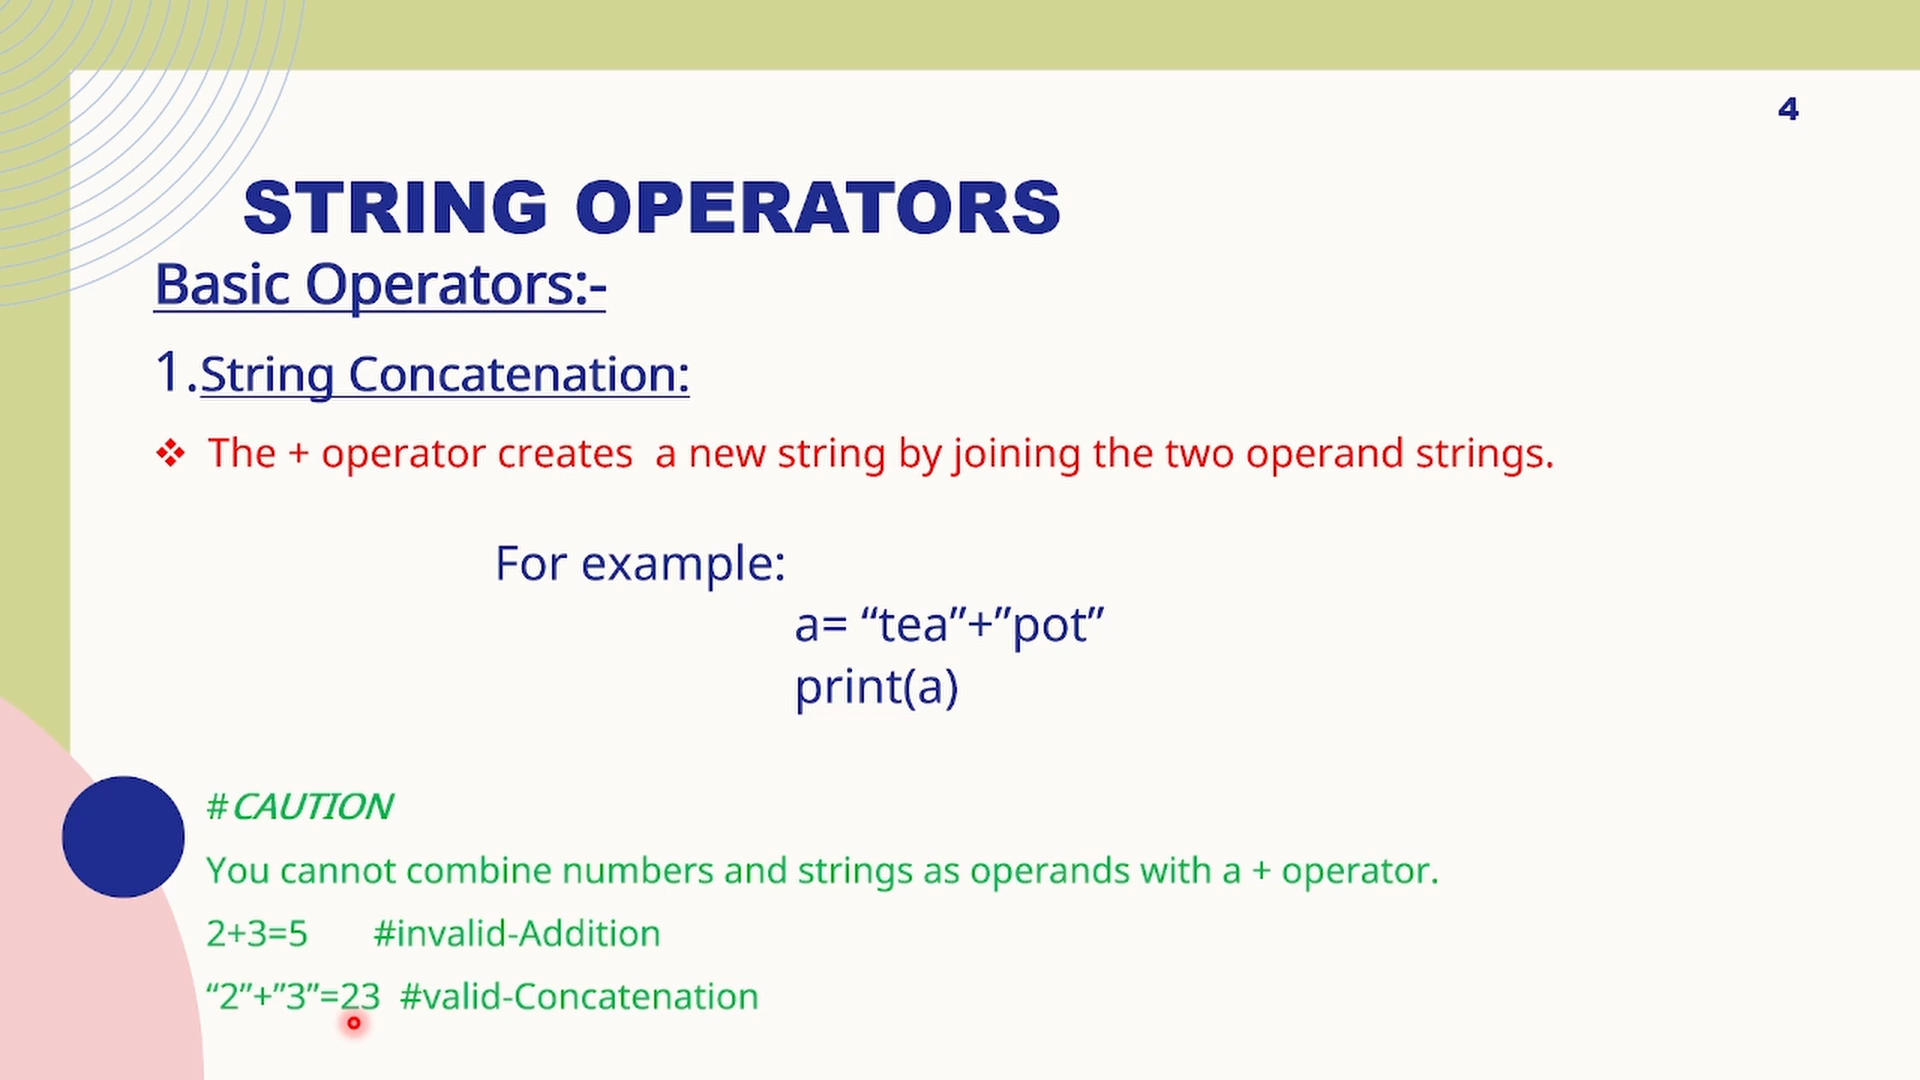 4
STRING OPERATORS
Basic Operators:-
1.String Concatenation:
❖ The + operator creates  a new string by joining the two operand strings.
For example:
a= “tea”+”pot”
print(a)
#CAUTION
You cannot combine numbers and strings as operands with a + operator.
2+3=5 #invalid-Addition
“2”+”3”=23 #valid-Concatenation